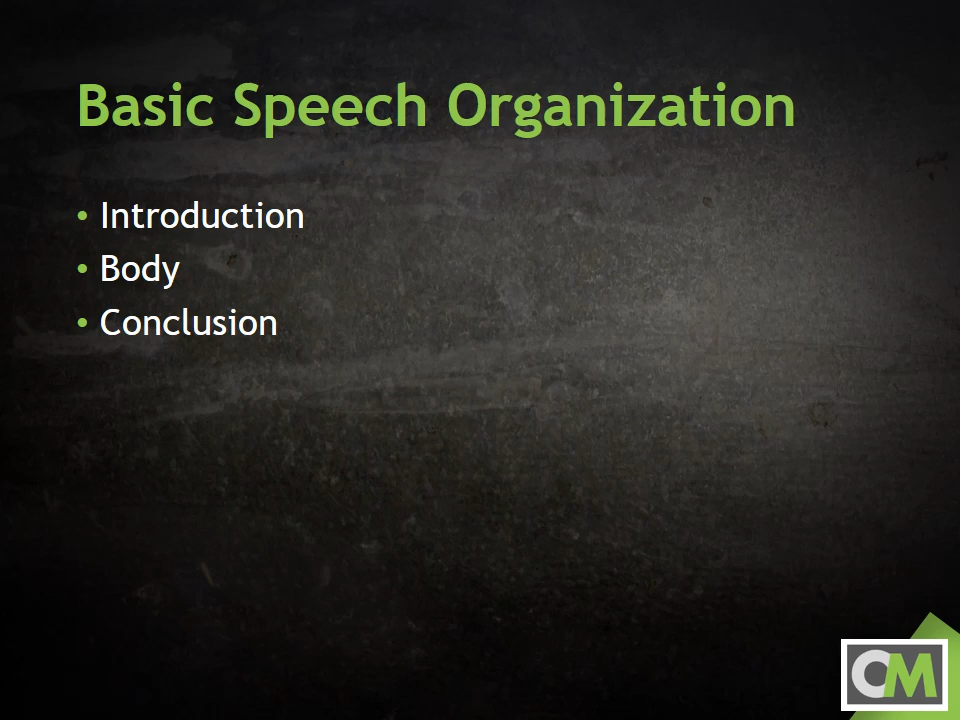 Basic Speech Organization
• Introduction
• Body
• Conclusion
CM